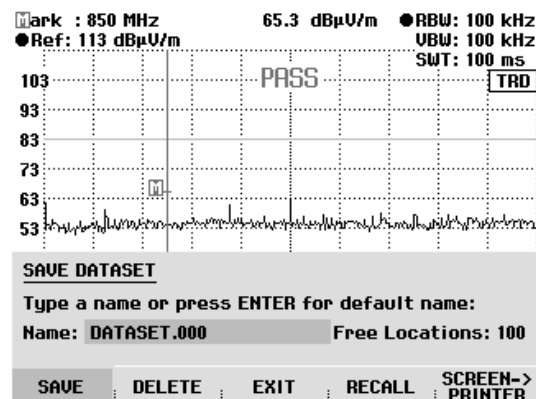 Mark : 850 MHz 65.3 dBµV/m ●RBW: 100 kHz
●Ref: 113 dBµV/m VBW: 100 kHz
SWT: 100 ms
103 PASS TRD
93
83
73
M
63
53
SAVE DATASET
Type a name or press ENTER for default name:
Name: DATASET.000 Free Locations: 100
SAVE DELETE EXIT RECALL SCREEN->
PRINTER